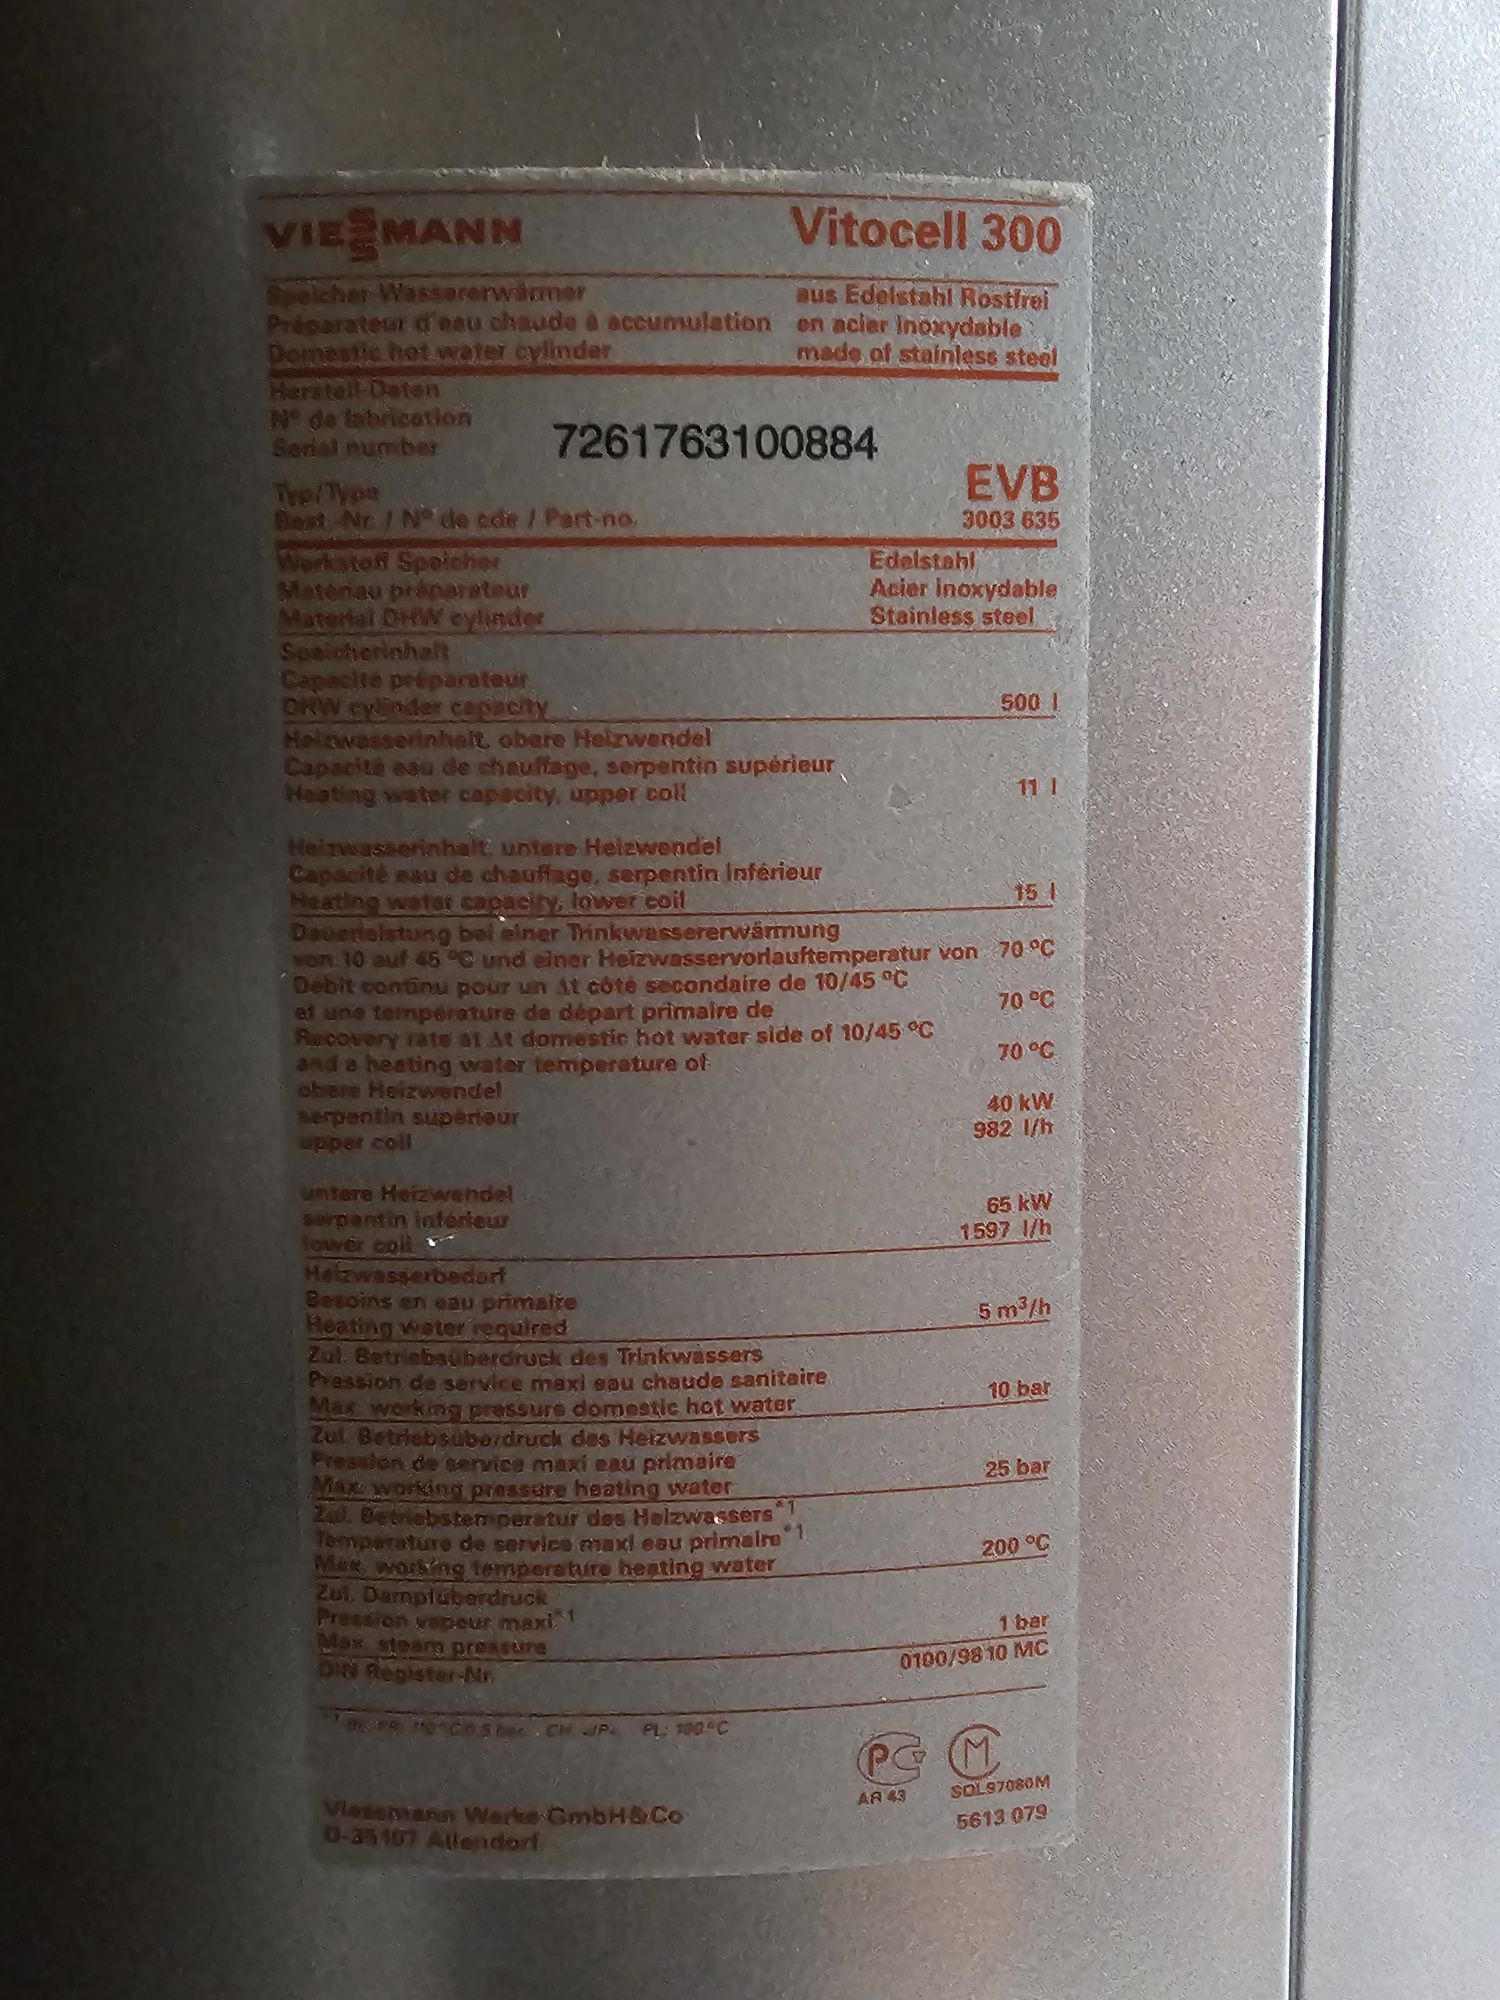 VIESSMANN Vitocell 300
Speicher-Wassererwärmer aus Edelstahl Rostfrei
Préparateur d'eau chaude à accumulation en acier inoxydable
Domestic hot water cylinder made of stainless steel
Herstell-Daten
N° de fabrication
Serial number 7261763100884
Typ/Type EVB
Best.-Nr. / N° de cde / Part-no. 3003 635
Werkstoff Speicher Edelstahl
Matériau préparateur Acier inoxydable
Material DHW cylinder Stainless steel
Speicherinhalt
Capacité préparateur
DHW cylinder capacity 500 l
Heizwasserinhalt, obere Heizwendel
Capacité eau de chauffage, serpentin supérieur
Heating water capacity, upper coil 11 l
Heizwasserinhalt, untere Heizwendel
Capacité eau de chauffage, serpentin inférieur
Heating water capacity, lower coil 15 l
Dauerleistung bei einer Trinkwassererwärmung
von 10 auf 45 °C und einer Heizwasservorlauftemperatur von 70 °C
Débit continu pour un Δt côté secondaire de 10/45 °C
et une température de départ primaire de 70 °C
Recovery rate at Δt domestic hot water side of 10/45 °C
and a heating water temperature of 70 °C
obere Heizwendel
serpentin supérieur 40 kW
upper coil 982 l/h
untere Heizwendel
serpentin inférieur 65 kW
lower coil 1597 l/h
Heizwasserbedarf
Besoins en eau primaire
Heating water required 5 m³/h
Zul. Betriebsüberdruck des Trinkwassers
Pression de service maxi eau chaude sanitaire
Max. working pressure domestic hot water 10 bar
Zul. Betriebsüberdruck des Heizwassers
Pression de service maxi eau primaire
Max. working pressure heating water 25 bar
Zul. Betriebstemperatur des Heizwassers*1
Température de service maxi eau primaire*1
Max. working temperature heating water 200 °C
Zul. Dampfüberdruck
Pression vapeur maxi*1
Max. steam pressure 1 bar
DIN Register-Nr. 0100/98 10 MC
PL: 100 °C
РСТ М
АЯ 43 SOL97080M
5613 079
Viessmann Werke GmbH&Co
D-35107 Allendorf